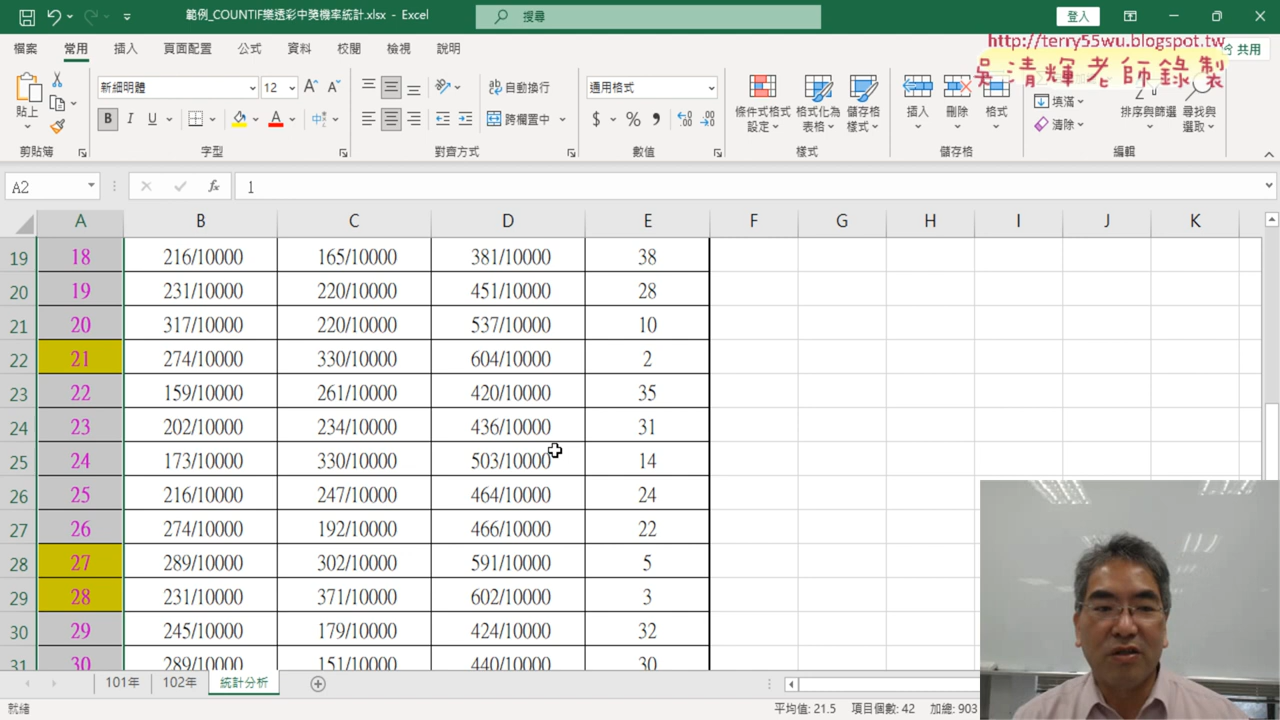 範例_COUNTIF樂透彩中獎機率統計.xlsx - Excel
搜尋
登入
檔案 常用 插入 頁面配置 公式 資料 校閱 檢視 說明
共用
http://terry55wu.blogspot.tw
吳清輝老師錄製
貼上
新細明體 12
B I U
自動換行
跨欄置中
通用格式
$ %
條件式格式設定
格式化為表格
儲存格樣式
插入 刪除 格式
填滿
清除
排序與篩選
尋找與選取
剪貼簿 字型 對齊方式 數值 樣式 儲存格 編輯
A2 fx 1
A B C D E F G H I J K
19 18 216/10000 165/10000 381/10000 38
20 19 231/10000 220/10000 451/10000 28
21 20 317/10000 220/10000 537/10000 10
22 21 274/10000 330/10000 604/10000 2
23 22 159/10000 261/10000 420/10000 35
24 23 202/10000 234/10000 436/10000 31
25 24 173/10000 330/10000 503/10000 14
26 25 216/10000 247/10000 464/10000 24
27 26 274/10000 192/10000 466/10000 22
28 27 289/10000 302/10000 591/10000 5
29 28 231/10000 371/10000 602/10000 3
30 29 245/10000 179/10000 424/10000 32
31 30 289/10000 151/10000 440/10000 30
101年 102年 統計分析
就緒
平均值: 21.5 項目個數: 42 加總: 903